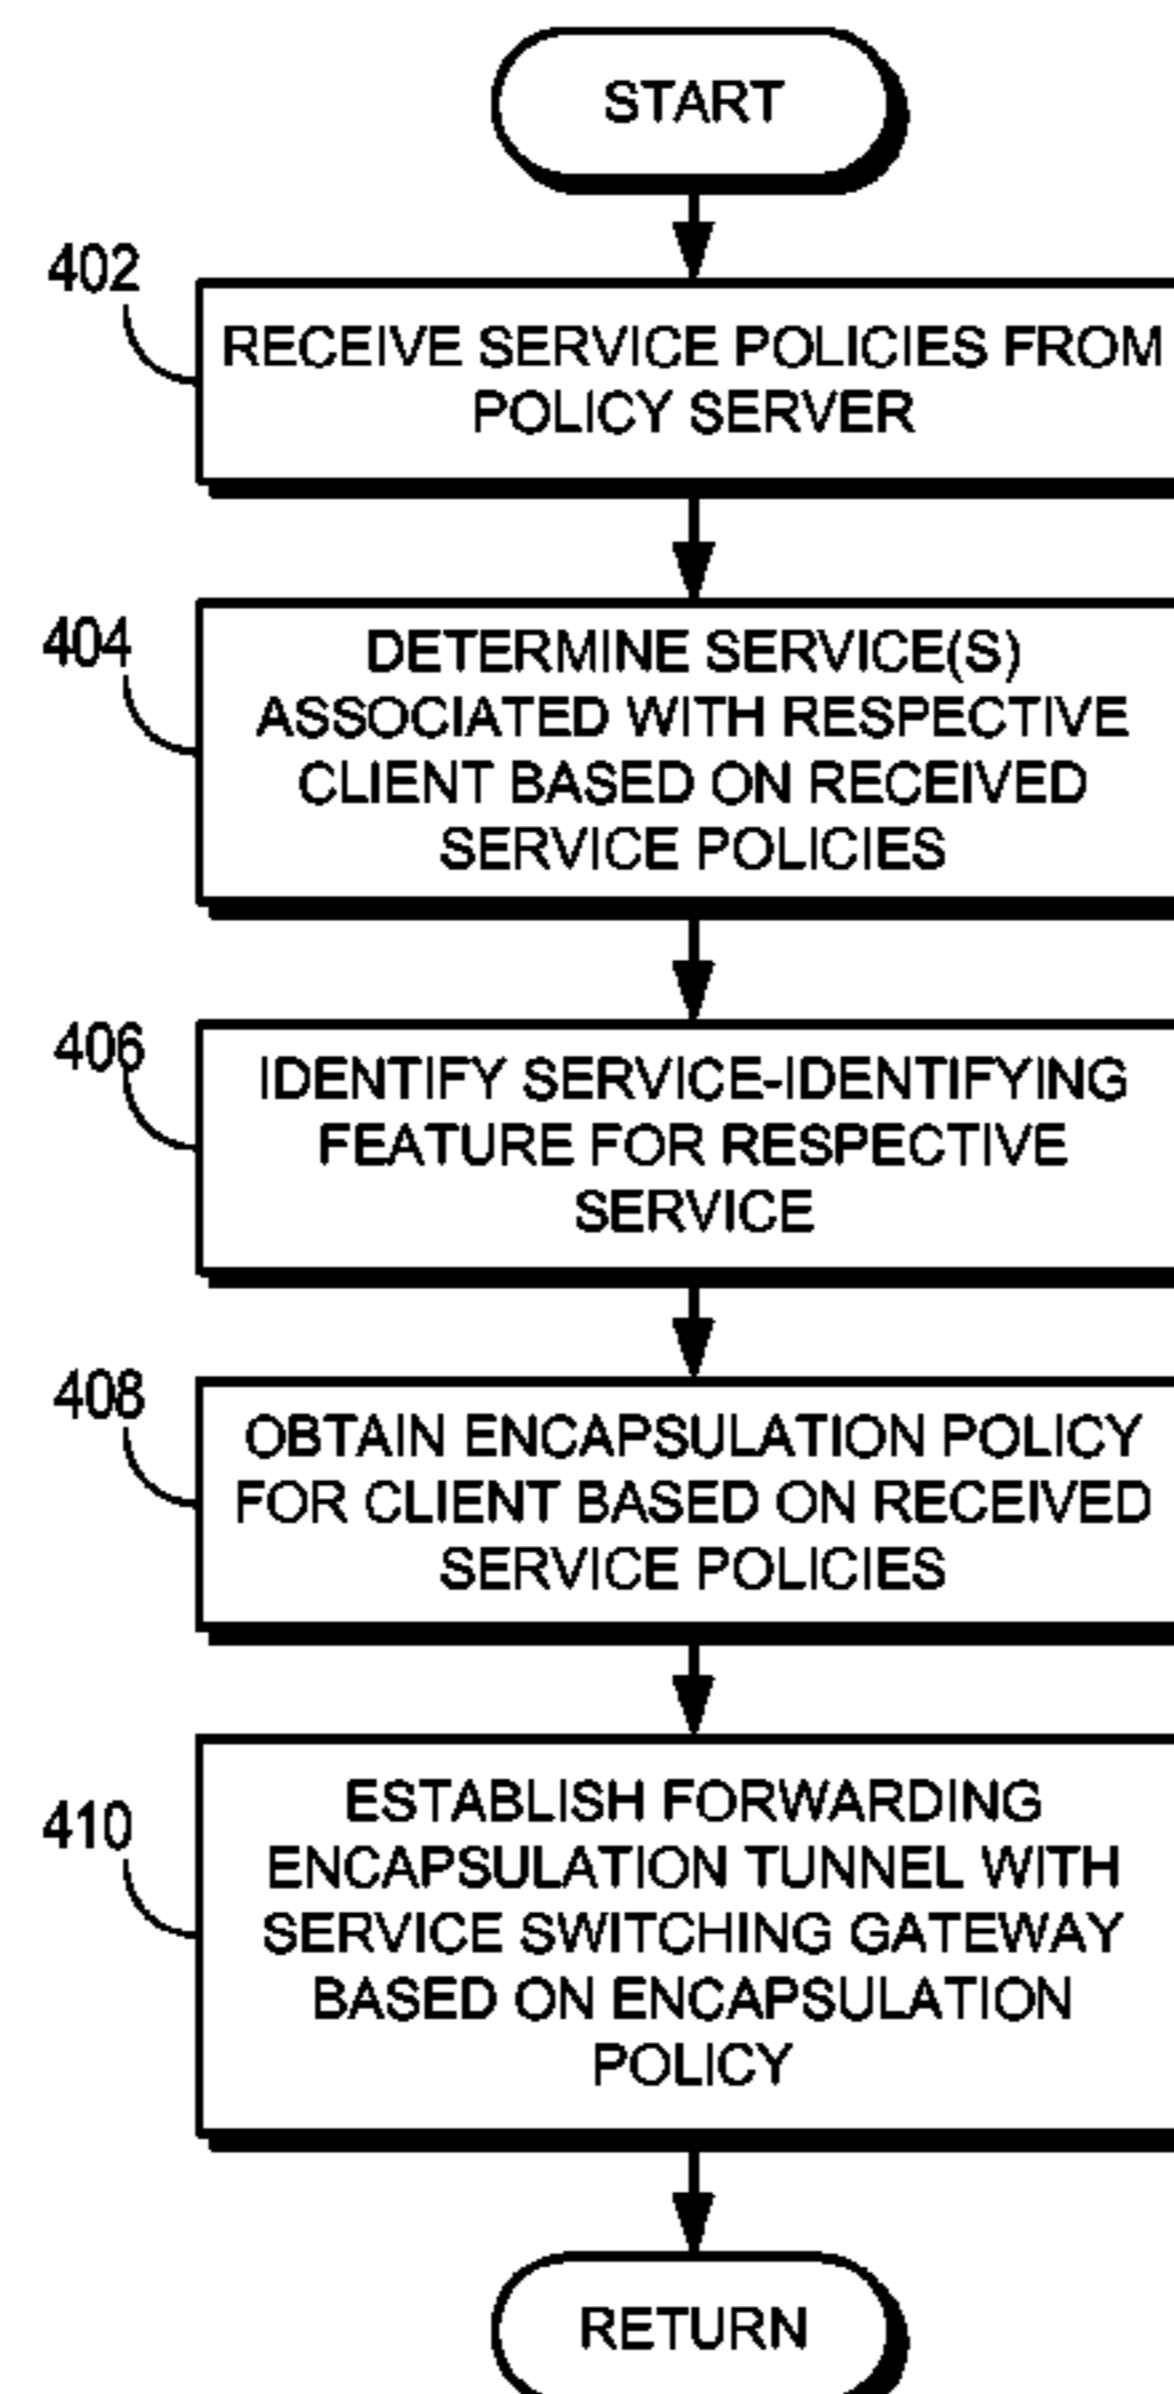 START
402
RECEIVE SERVICE POLICIES FROM
POLICY SERVER
404
DETERMINE SERVICE(S)
ASSOCIATED WITH RESPECTIVE
CLIENT BASED ON RECEIVED
SERVICE POLICIES
406
IDENTIFY SERVICE-IDENTIFYING
FEATURE FOR RESPECTIVE
SERVICE
408
OBTAIN ENCAPSULATION POLICY
FOR CLIENT BASED ON RECEIVED
SERVICE POLICIES
410
ESTABLISH FORWARDING
ENCAPSULATION TUNNEL WITH
SERVICE SWITCHING GATEWAY
BASED ON ENCAPSULATION
POLICY
RETURN